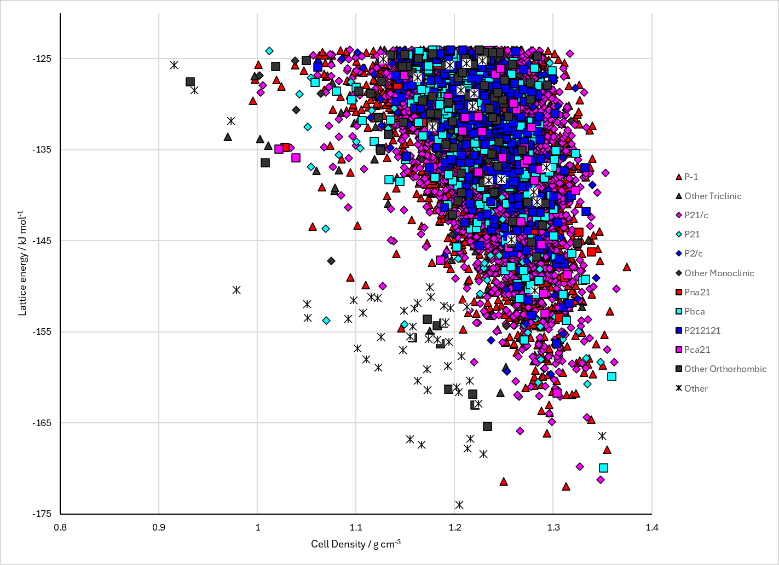 -125
-135
-145
-155
-165
-175
Lattice energy / kJ mol⁻¹
0.8 0.9 1 1.1 1.2 1.3 1.4
Cell Density / g cm⁻³
P-1
Other Triclinic
P21/c
P21
P2/c
Other Monoclinic
Pna21
Pbca
P212121
Pca21
Other Orthorhombic
Other